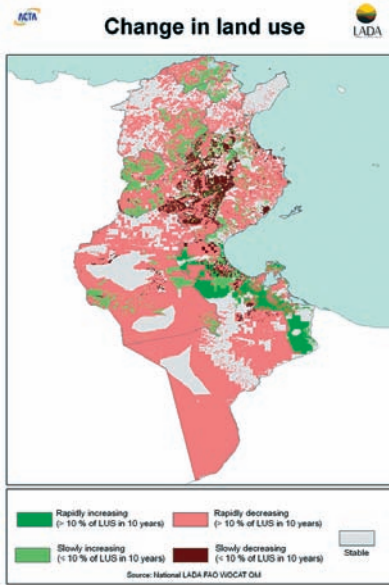 ACTA
Change in land use
LADA
Rapidly increasing
(> 10 % of LUS in 10 years)
Rapidly decreasing
(> 10 % of LUS in 10 years)
Slowly increasing
(< 10 % of LUS in 10 years)
Slowly decreasing
(< 10 % of LUS in 10 years)
Stable
Source: National LADA FAO WOCAT QM